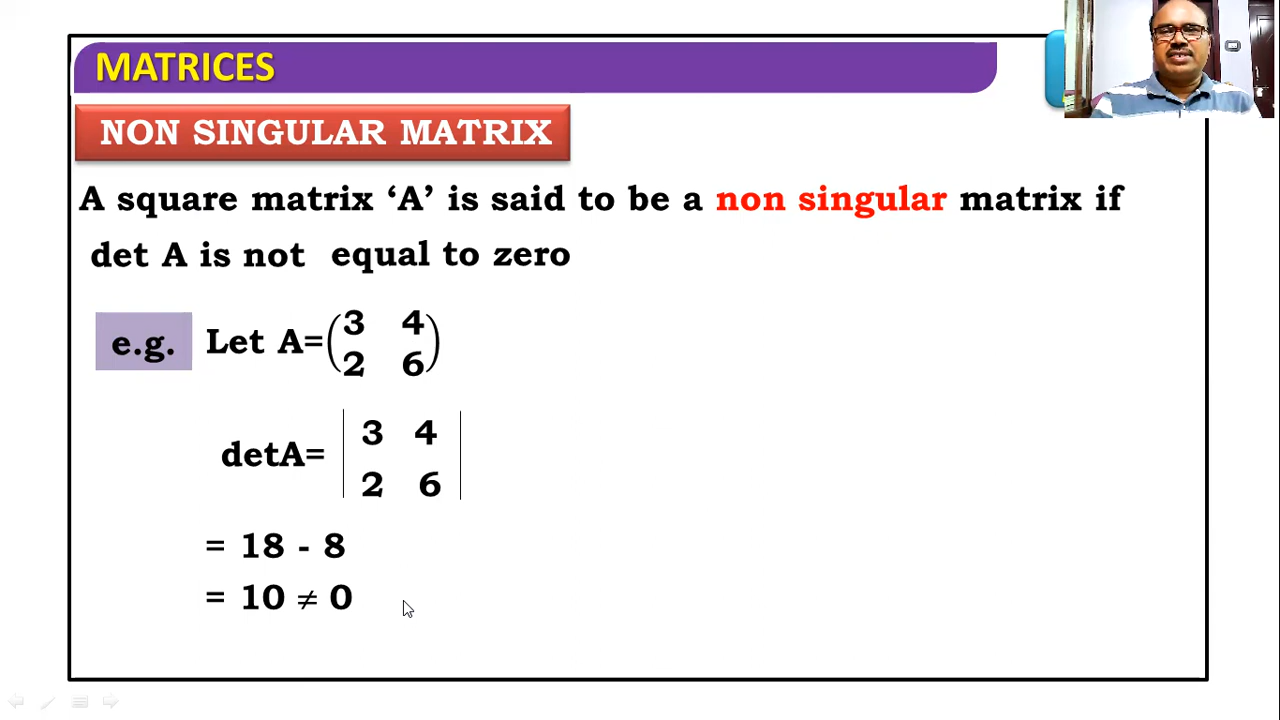 MATRICES
NON SINGULAR MATRIX
A square matrix ‘A’ is said to be a non singular matrix if
det A is not equal to zero
e.g. Let A=(3 4
2 6)
detA= | 3 4
2 6 |
= 18 - 8
= 10 ≠ 0